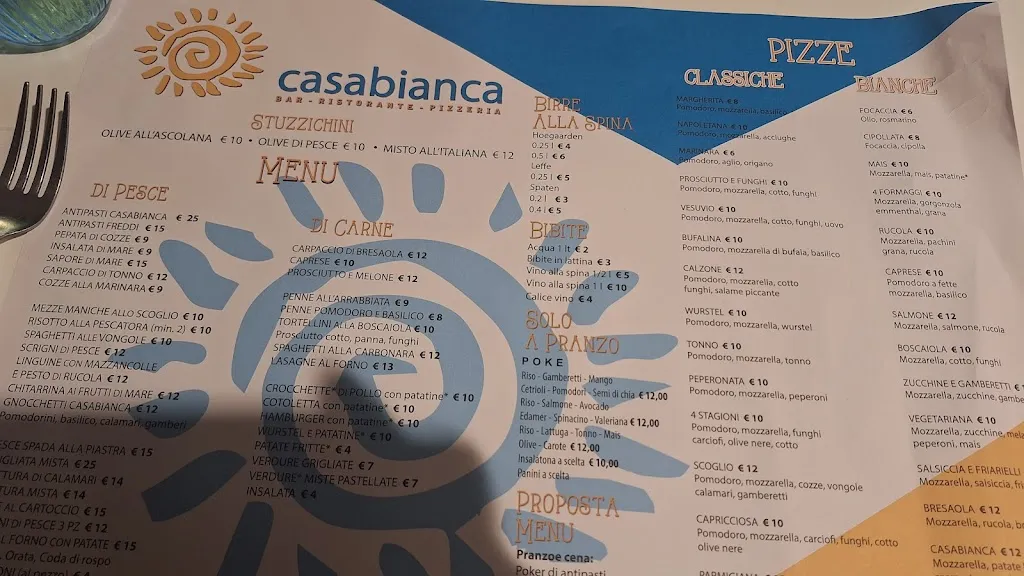 casabianca
BAR - RISTORANTE - PIZZERIA
STUZZICHINI
OLIVE ALL'ASCOLANA € 10 • OLIVE DI PESCE € 10 • MISTO ALL'ITALIANA € 12
MENU
DI PESCE
ANTIPASTI CASABIANCA € 25
ANTIPASTI FREDDI € 15
PEPATA DI COZZE € 9
INSALATA DI MARE € 9
SAPORE DI MARE € 15
CARPACCIO DI TONNO € 12
COZZE ALLA MARINARA € 9
MEZZE MANICHE ALLO SCOGLIO € 10
RISOTTO ALLA PESCATORA (min. 2) € 10
SPAGHETTI ALLE VONGOLE € 10
SCRIGNI DI PESCE € 12
LINGUINE CON MAZZANCOLLE
E PESTO DI RUCOLA € 12
CHITARRINA AI FRUTTI DI MARE € 12
GNOCCHETTI CASABIANCA € 12
Pomodorini, basilico, calamari, gamberi
PESCE SPADA ALLA PIASTRA € 15
MISTA € 25
DI CALAMARI € 14
MISTA € 14
AL CARTOCCIO € 15
DI PESCE 3 PZ € 12
AL FORNO CON PATATE € 15
Orata, Coda di rospo
DI CARNE
CARPACCIO DI BRESAOLA € 12
CAPRESE € 10
PROSCIUTTO E MELONE € 12
PENNE ALL'ARRABBIATA € 9
PENNE POMODORO E BASILICO € 8
TORTELLINI ALLA BOSCAIOLA € 10
Prosciutto cotto, panna, funghi
SPAGHETTI ALLA CARBONARA € 12
LASAGNE AL FORNO € 13
CROCCHETTE* DI POLLO con patatine* € 10
COTOLETTA con patatine* € 10
HAMBURGER con patatine* € 10
WURSTEL E PATATINE* € 10
PATATE FRITTE* € 4
VERDURE GRIGLIATE € 7
VERDURE* MISTE PASTELLATE € 7
INSALATA € 4
BIRRE
ALLA SPINA
Hoegaarden
0.25 l € 4
0.5 l € 6
Leffe
0.25 l € 5
Spaten
0.2 l € 3
0.4 l € 5
BIBITE
Acqua 1 lt € 2
Bibite in lattina € 3
Vino alla spina 1/2 l € 5
Vino alla spina 1 l € 10
Calice vino € 4
SOLO
A PRANZO
POKE
Riso - Gamberetti - Mango
Cetrioli - Pomodori - Semi di chia € 12,00
Riso - Salmone - Avocado
Edamer - Spinacino - Valeriana € 12,00
Riso - Lattuga - Tonno - Mais
Olive - Carote € 12,00
Insalatona a scelta € 10,00
Panini a scelta
PROPOSTA
MENU
Pranzo e cena:
Poker di antipasti
PIZZE
CLASSICHE
MARGHERITA € 8
Pomodoro, mozzarella, basilico
NAPOLETANA € 10
Pomodoro, mozzarella, acciughe
MARINARA € 6
Pomodoro, aglio, origano
PROSCIUTTO E FUNGHI € 10
Pomodoro, mozzarella, cotto, funghi
VESUVIO € 10
Pomodoro, mozzarella, cotto, funghi, uovo
BUFALINA € 10
Pomodoro, mozzarella di bufala, basilico
CALZONE € 12
Pomodoro, mozzarella, cotto
funghi, salame piccante
WURSTEL € 10
Pomodoro, mozzarella, wurstel
TONNO € 10
Pomodoro, mozzarella, tonno
PEPERONATA € 10
Pomodoro, mozzarella, peperoni
4 STAGIONI € 10
Pomodoro, mozzarella, funghi
carciofi, olive nere, cotto
SCOGLIO € 12
Pomodoro, mozzarella, cozze, vongole
calamari, gamberetti
CAPRICCIOSA € 10
Pomodoro, mozzarella, carciofi, funghi, cotto
olive nere
PARMIGIANA € 10
BIANCHE
FOCACCIA € 6
Olio, rosmarino
CIPOLLATA € 8
Focaccia, cipolla
MAIS € 10
Mozzarella, mais, patatine*
4 FORMAGGI € 10
Mozzarella, gorgonzola
emmenthal, grana
RUCOLA € 10
Mozzarella, pachini
grana, rucola
CAPRESE € 10
Pomodoro a fette
mozzarella, basilico
SALMONE € 12
Mozzarella, salmone, rucola
BOSCAIOLA € 10
Mozzarella, cotto, funghi
ZUCCHINE E GAMBERETTI €
Mozzarella, zucchine,
VEGETARIANA € 10
Mozzarella, zucchine,
peperoni, mais
SALSICCIA E FRIARIELLI
Mozzarella, salsiccia,
BRESAOLA € 12
Mozzarella, rucola,
CASABIANCA € 12
Mozzarella, patate